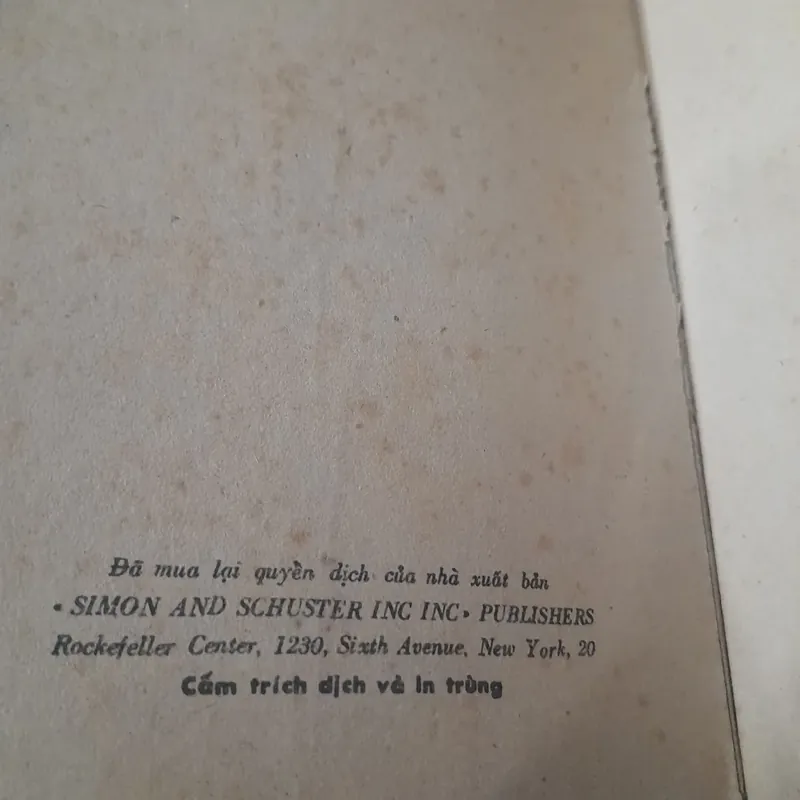 Đã mua lại quyền dịch của nhà xuất bản
« SIMON AND SCHUSTER INC INC» PUBLISHERS
Rockefeller Center, 1230, Sixth Avenue, New York, 20
Cấm trích dịch và in trùng